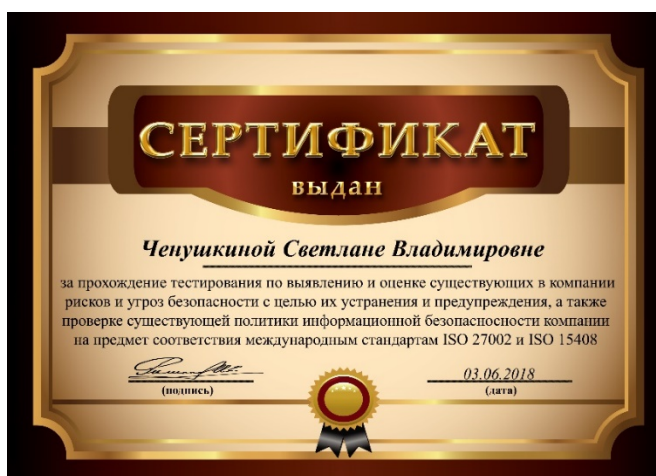 СЕРТИФИКАТ
выдан
Ченушкиной Светлане Владимировне
за прохождение тестирования по выявлению и оценке существующих в компании
рисков и угроз безопасности с целью их устранения и предупреждения, а также
проверке существующей политики информационной безопасносности компании
на предмет соответствия международным стандартам ISO 27002 и ISO 15408
03.06.2018
(подпись)
(дата)